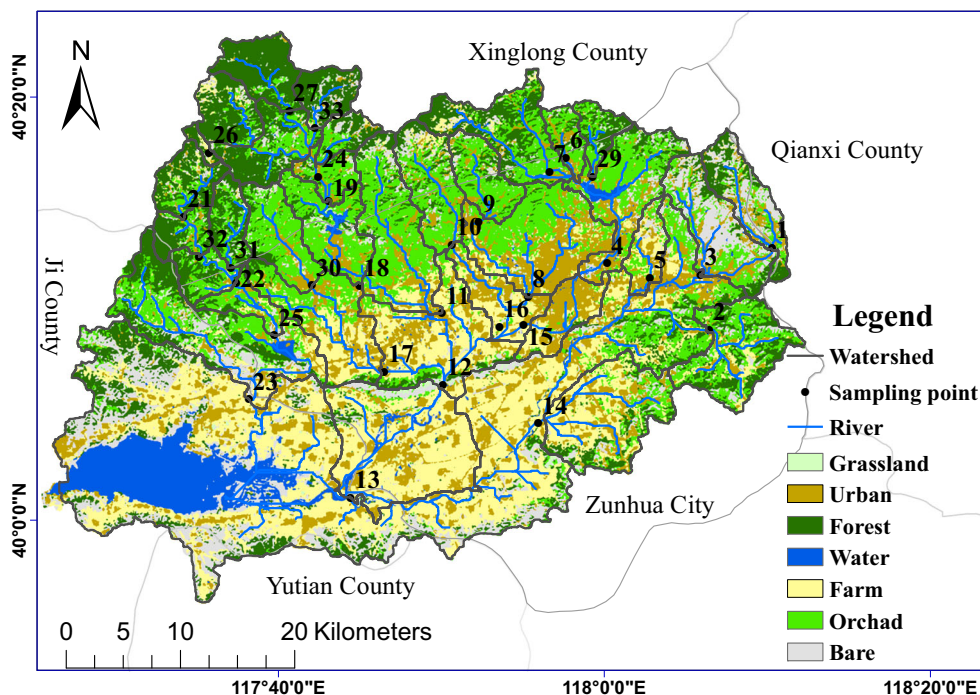 Xinglong County
N
40°20'0"N
27
33
6
26
7
29
Qianxi County
24
19
21
9
10
1
32
31
4
5
3
22
30
18
8
Ji County
11
16
2
Legend
25
15
Watershed
17
12
23
Sampling point
14
River
Grassland
13
Urban
40°0'0"N
Zunhua City
Forest
Water
Yutian County
Farm
0 5 10 20 Kilometers
Orchad
Bare
117°40'0"E 118°0'0"E 118°20'0"E